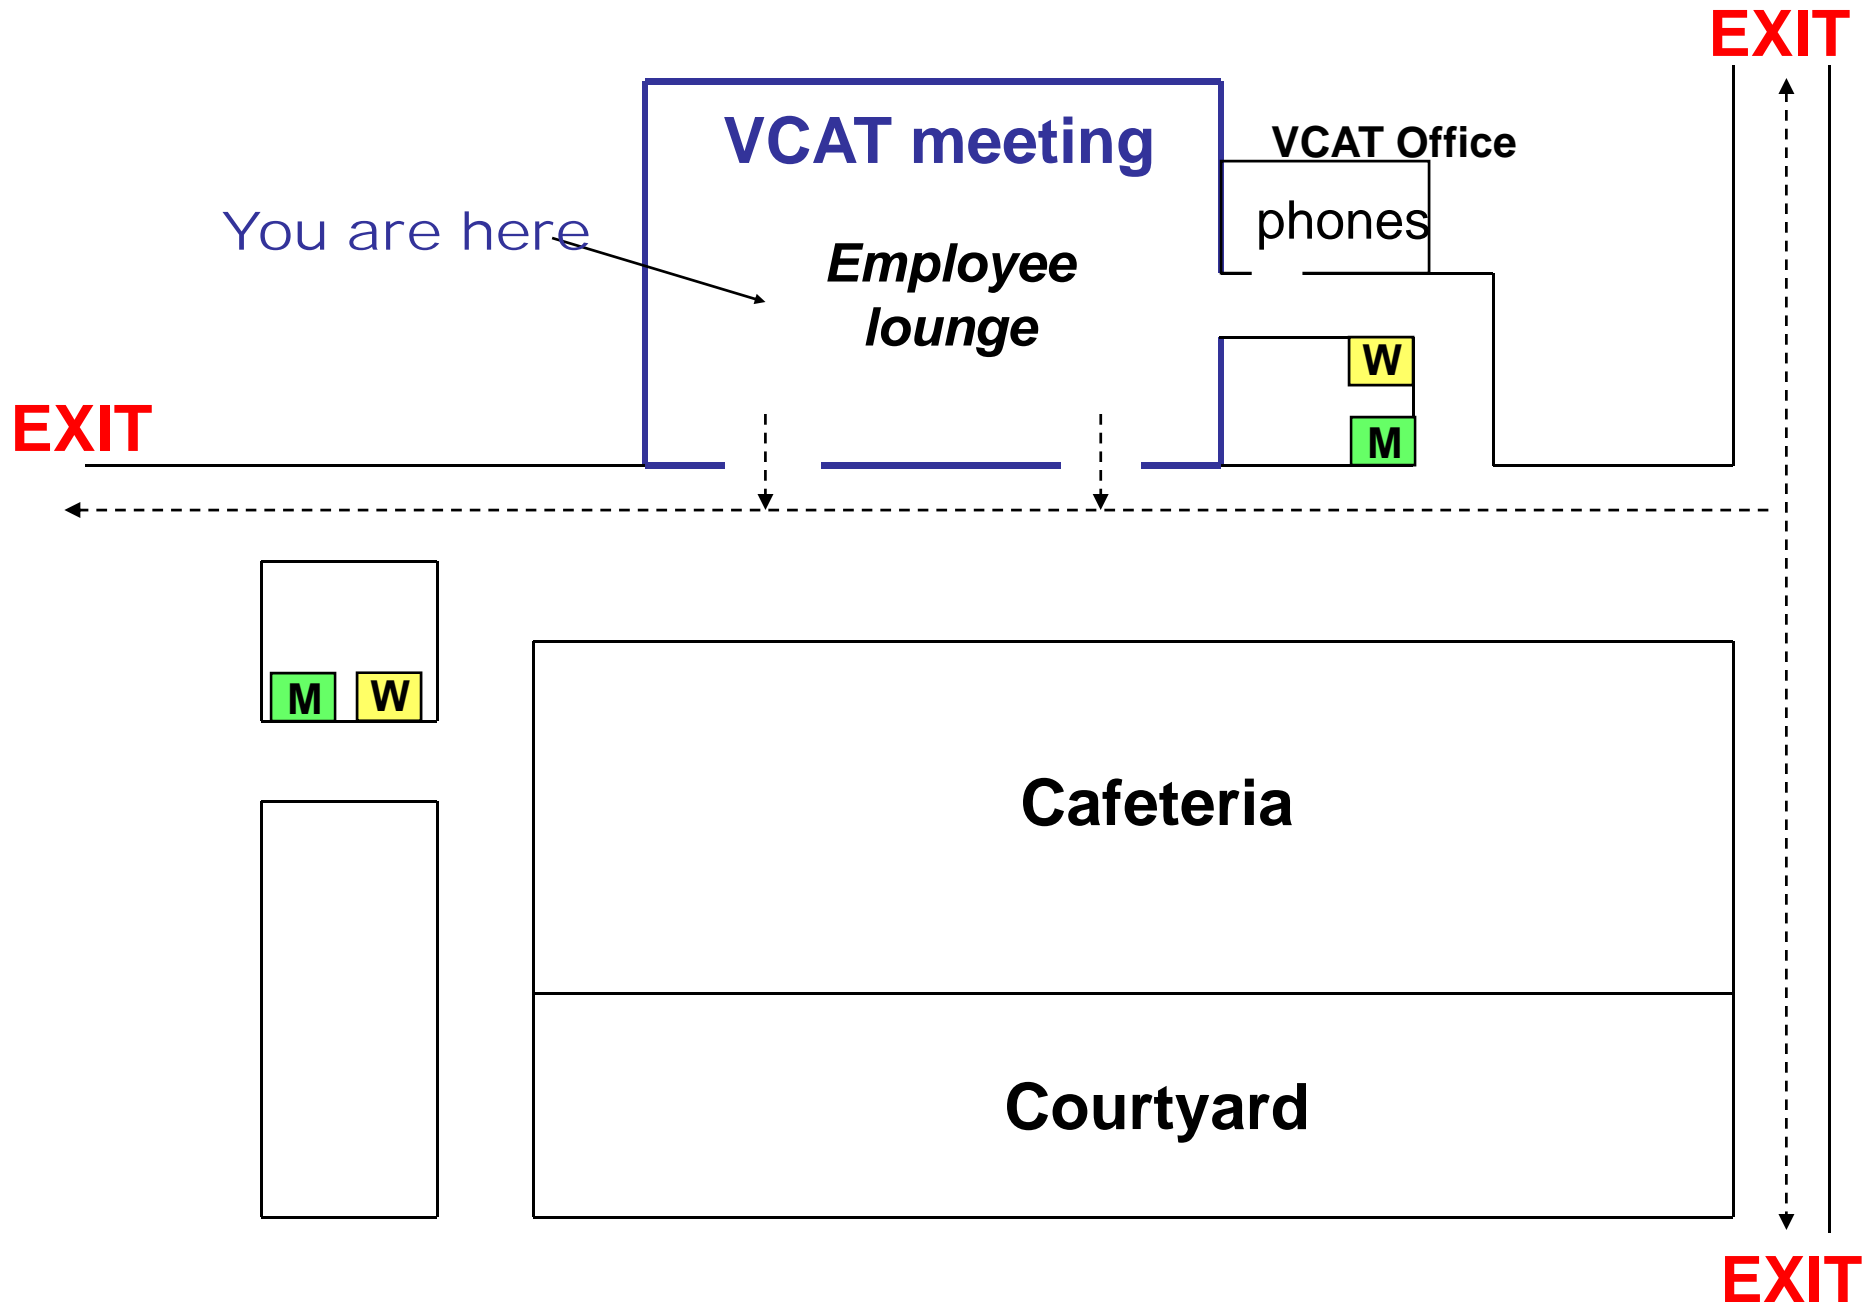 EXIT
VCAT meeting
VCAT Office
You are here
phones
Employee
lounge
W
EXIT
M
M
W
Cafeteria
Courtyard
EXIT